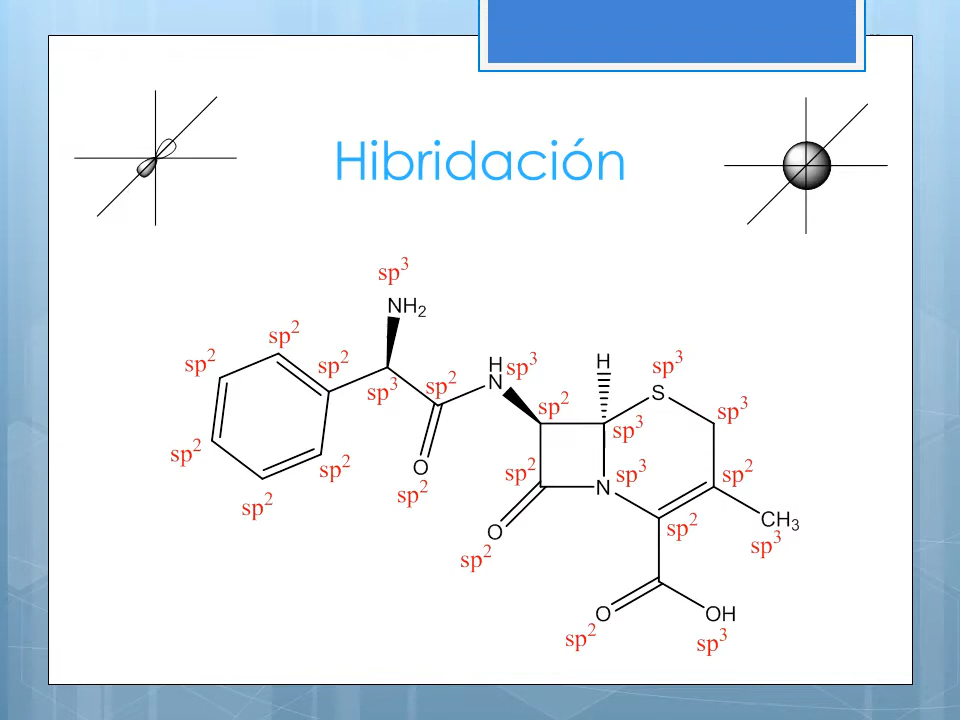 Hibridación
sp³
NH₂
sp²
sp²
sp²
sp³
sp²
H
N
sp³
H
sp³
S
sp²
sp³
sp³
sp²
sp²
sp²
O
sp²
sp²
N
sp³
sp²
O
sp²
sp²
CH₃
sp³
O
sp²
OH
sp³